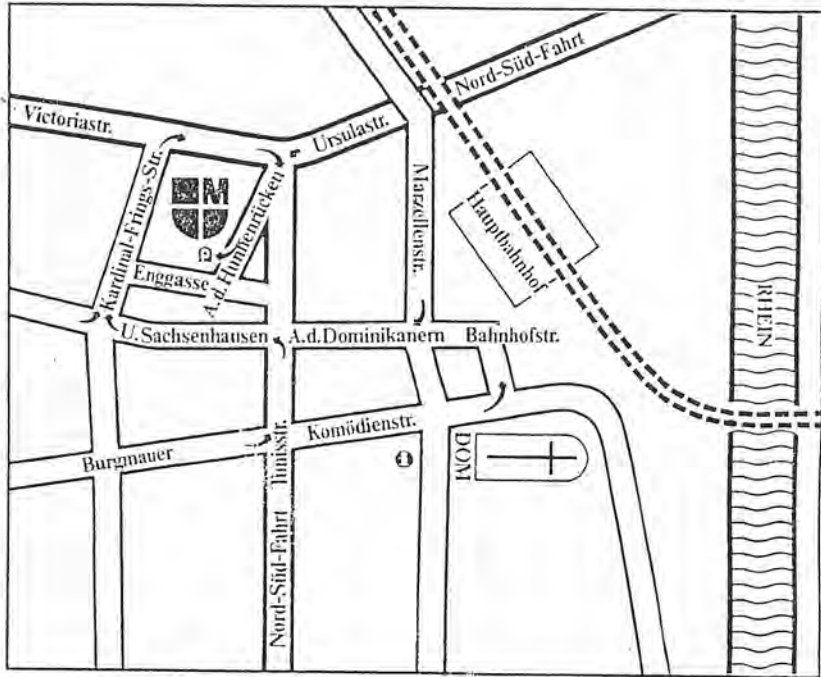 Nord-Süd-Fahrt
Victoriastr.
Ursulastr.
Kardinal-Frings-Str.
M
A.d.Hunnenrücken
Marzellenstr.
Hauptbahnhof
Enggasse
RHEIN
U.Sachsenhausen
A.d.Dominikanern
Bahnhofstr.
Komödienstr.
Burgmauer
DOM
Nord-Süd-Fahrt Tunisstr.